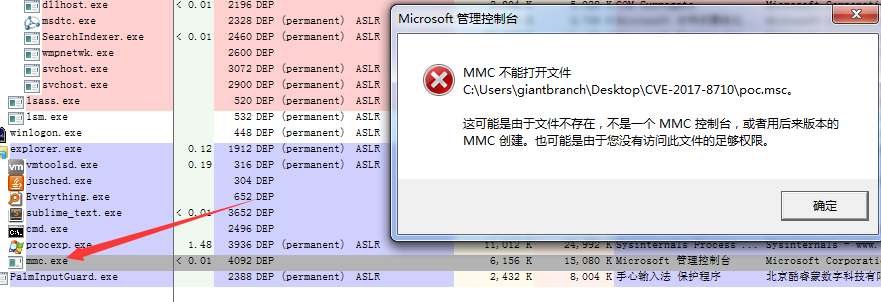 dllhost.exe < 0.01 2196 DEP
msdtc.exe 2328 DEP (permanent) ASLR
SearchIndexer.exe < 0.01 2460 DEP (permanent) ASLR
wmpnetwk.exe 2600 DEP
svchost.exe 3072 DEP (permanent) ASLR
svchost.exe 2900 DEP (permanent) ASLR
lsass.exe 520 DEP (permanent) ASLR
lsm.exe 532 DEP (permanent) ASLR
winlogon.exe 448 DEP (permanent) ASLR
explorer.exe 0.12 1912 DEP (permanent) ASLR
vmtoolsd.exe 0.19 316 DEP (permanent) ASLR
jusched.exe 304 DEP
Everything.exe 652 DEP
sublime_text.exe < 0.01 3652 DEP
cmd.exe 2496 DEP
procexp.exe 1.48 3936 DEP (permanent) ASLR 11,012 K 24,992 K Sysinternals Process ... Sysinternals - www.
mmc.exe < 0.01 4092 DEP 6,156 K 15,080 K Microsoft 管理控制台 Microsoft Corporation
PalmInputGuard.exe 2388 DEP (permanent) ASLR 2,432 K 8,004 K 手心输入法 保护程序 北京酷睿蒙数字科技有
Microsoft 管理控制台
MMC 不能打开文件
C:\Users\giantbranch\Desktop\CVE-2017-8710\poc.msc。
这可能是由于文件不存在，不是一个 MMC 控制台，或者用后来版本的
MMC 创建。也可能是由于您没有访问此文件的足够权限。
确定